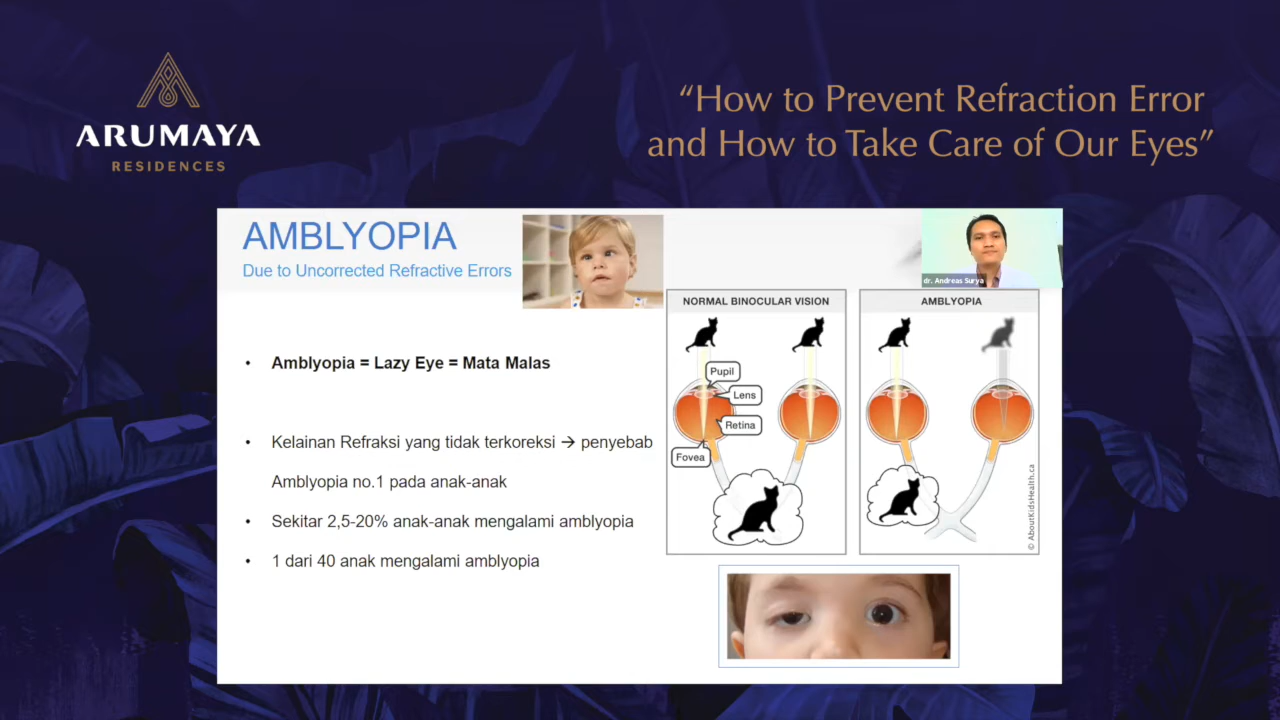 ARUMAYA
RESIDENCES
“How to Prevent Refraction Error
and How to Take Care of Our Eyes”
AMBLYOPIA
Due to Uncorrected Refractive Errors
dr. Andreas Surya
• Amblyopia = Lazy Eye = Mata Malas
• Kelainan Refraksi yang tidak terkoreksi → penyebab
Amblyopia no.1 pada anak-anak
• Sekitar 2,5-20% anak-anak mengalami amblyopia
• 1 dari 40 anak mengalami amblyopia
NORMAL BINOCULAR VISION
Pupil
Lens
Retina
Fovea
AMBLYOPIA
© AboutKidsHealth.ca